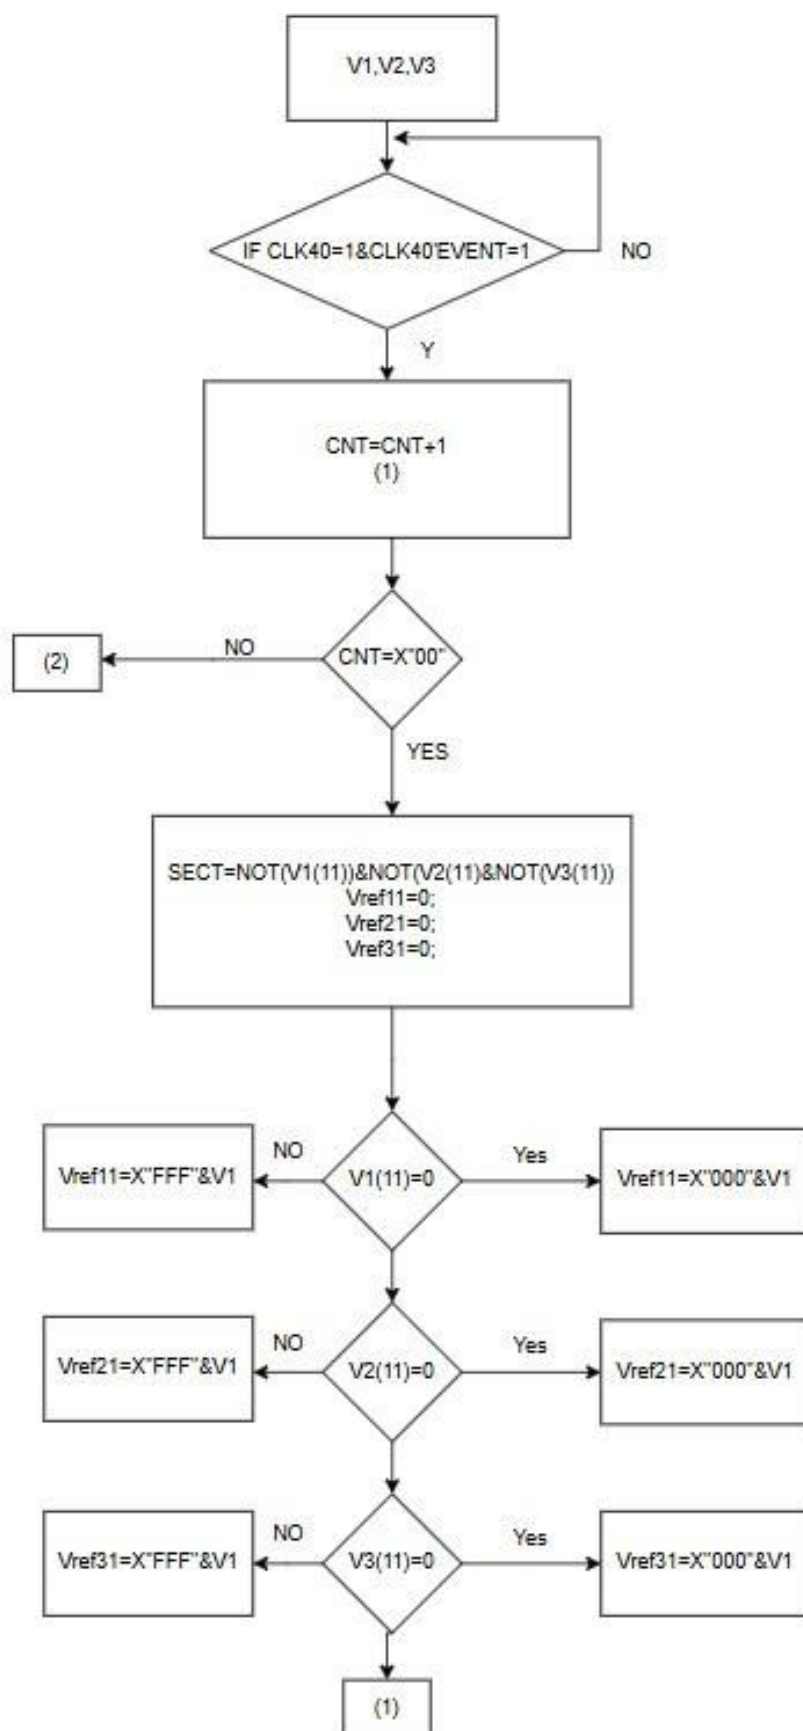 V1,V2,V3
IF CLK40=1&CLK40'EVENT=1
NO
Y
CNT=CNT+1
(1)
(2)
NO
CNT=X"00"
YES
SECT=NOT(V1(11))&NOT(V2(11)&NOT(V3(11))
Vref11=0;
Vref21=0;
Vref31=0;
Vref11=X"FFF"&V1
NO
V1(11)=0
Yes
Vref11=X"000"&V1
Vref21=X"FFF"&V1
NO
V2(11)=0
Yes
Vref21=X"000"&V1
Vref31=X"FFF"&V1
NO
V3(11)=0
Yes
Vref31=X"000"&V1
(1)